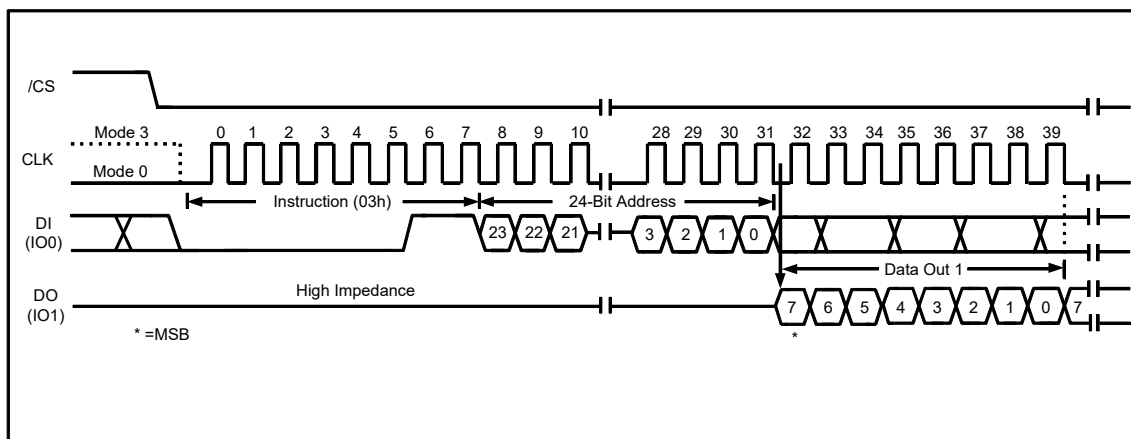 /CS
Mode 3
0 1 2 3 4 5 6 7 8 9 10 28 29 30 31 32 33 34 35 36 37 38 39
CLK
Mode 0
Instruction (03h) 24-Bit Address
DI
(IO0)
23 22 21 3 2 1 0
Data Out 1
High Impedance
DO
(IO1)
7 6 5 4 3 2 1 0 7
* =MSB
*